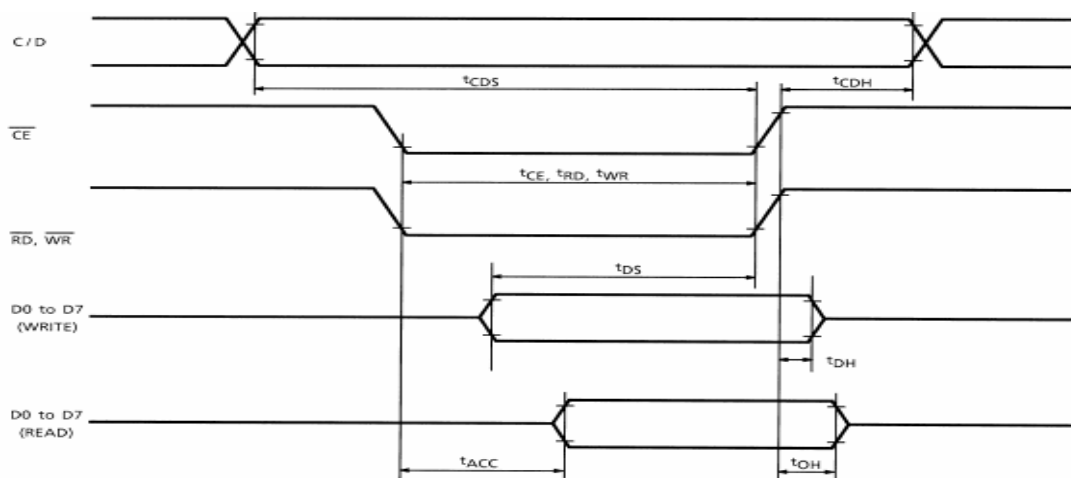 C/D
tCDS
tCDH
CE
tCE, tRD, tWR
RD, WR
tDS
D0 to D7
(WRITE)
tDH
D0 to D7
(READ)
tACC
tOH